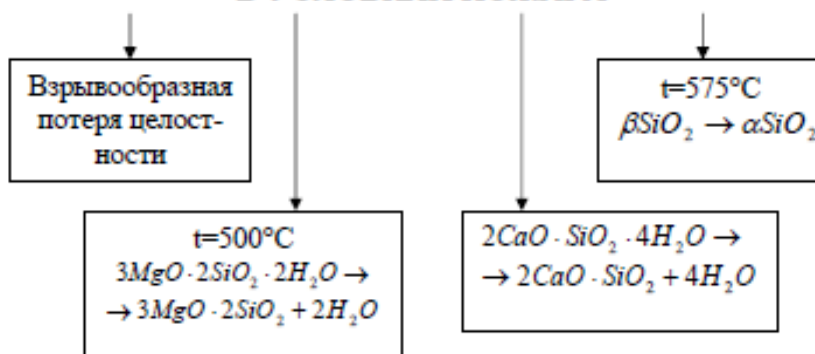 Взрывообразная
потеря целост-
ности
t=575°C
βSiO₂ → αSiO₂
t=500°C
3MgO · 2SiO₂ · 2H₂O →
→ 3MgO · 2SiO₂ + 2H₂O
2CaO · SiO₂ · 4H₂O →
→ 2CaO · SiO₂ + 4H₂O